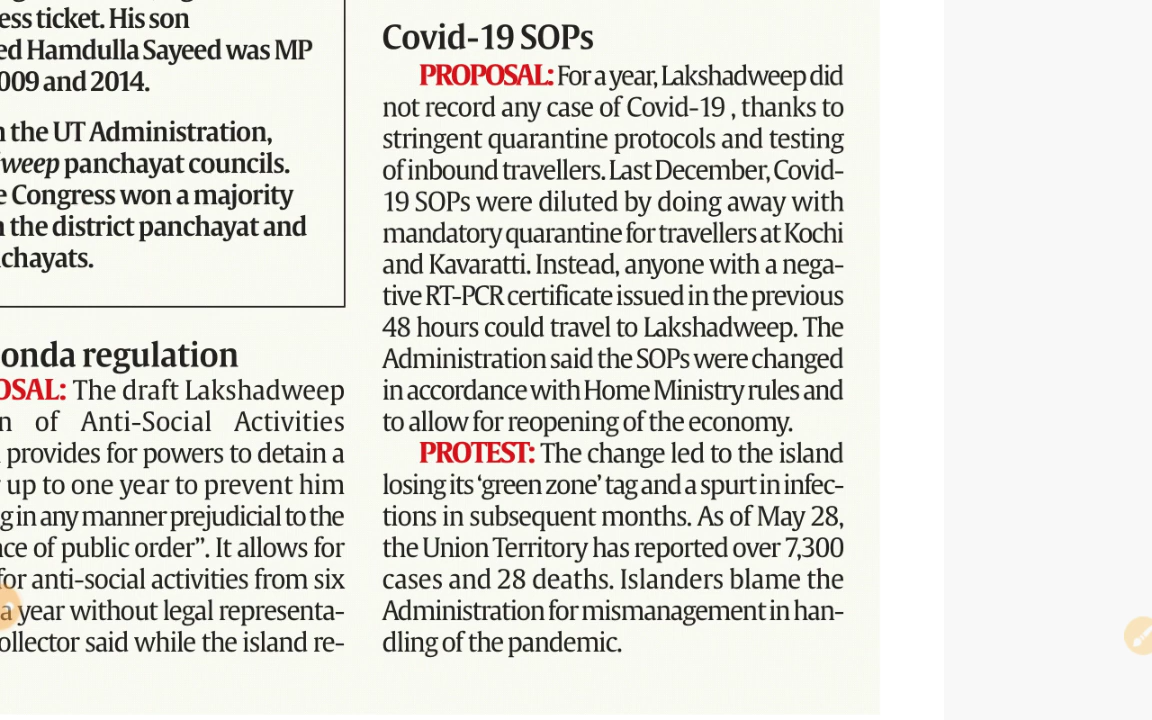 ess ticket. His son
ed Hamdulla Sayeed was MP
009 and 2014.
the UT Administration,
weep panchayat councils.
Congress won a majority
the district panchayat and
chayats.
onda regulation
OSAL: The draft Lakshadweep
n of Anti-Social Activities
provides for powers to detain a
up to one year to prevent him
g in any manner prejudicial to the
nce of public order”. It allows for
for anti-social activities from six
a year without legal representa-
ollector said while the island re-
Covid-19 SOPs
PROPOSAL: For a year, Lakshadweep did
not record any case of Covid-19 , thanks to
stringent quarantine protocols and testing
of inbound travellers. Last December, Covid-
19 SOPs were diluted by doing away with
mandatory quarantine for travellers at Kochi
and Kavaratti. Instead, anyone with a nega-
tive RT-PCR certificate issued in the previous
48 hours could travel to Lakshadweep. The
Administration said the SOPs were changed
in accordance with Home Ministry rules and
to allow for reopening of the economy.
PROTEST: The change led to the island
losing its ‘green zone’ tag and a spurt in infec-
tions in subsequent months. As of May 28,
the Union Territory has reported over 7,300
cases and 28 deaths. Islanders blame the
Administration for mismanagement in han-
dling of the pandemic.